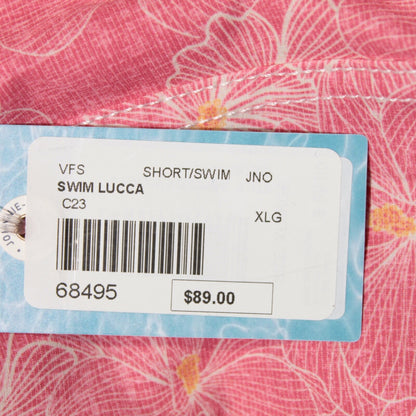 VFS SHORT/SWIM JNO
SWIM LUCCA
C23
XLG
68495
$89.00